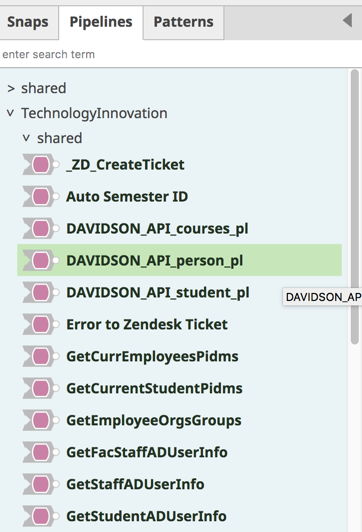 Snaps Pipelines Patterns
enter search term
> shared
TechnologyInnovation
shared
_ZD_CreateTicket
Auto Semester ID
DAVIDSON_API_courses_pl
DAVIDSON_API_person_pl
DAVIDSON_API_student_pl
DAVIDSON_AP
Error to Zendesk Ticket
GetCurrEmployeesPidms
GetCurrentStudentPidms
GetEmployeeOrgsGroups
GetFacStaffADUserInfo
GetStaffADUserInfo
GetStudentADUserInfo